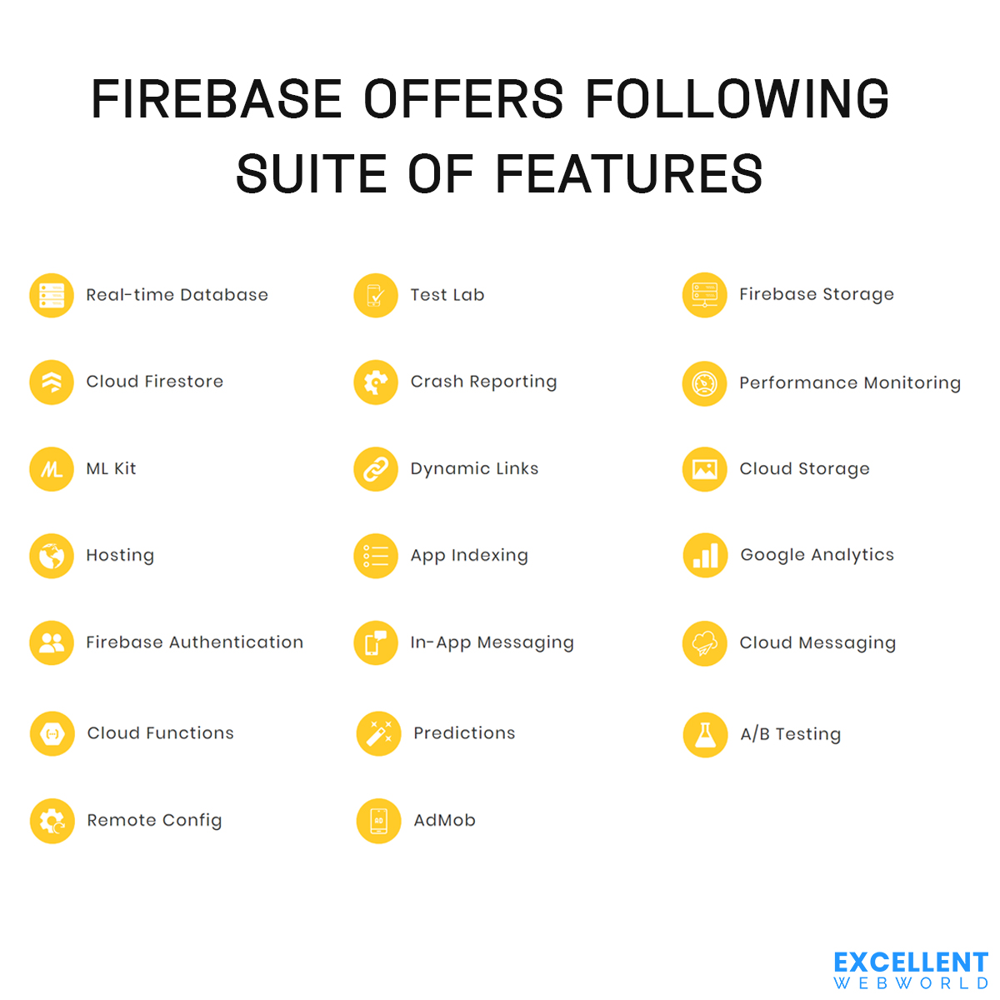 FIREBASE OFFERS FOLLOWING
SUITE OF FEATURES
Real-time Database
Test Lab
Firebase Storage
Cloud Firestore
Crash Reporting
Performance Monitoring
ML
ML Kit
Dynamic Links
Cloud Storage
Hosting
App Indexing
Google Analytics
Firebase Authentication
In-App Messaging
Cloud Messaging
Cloud Functions
Predictions
A/B Testing
Remote Config
AD
AdMob
EXCELLENT
WEBWORLD